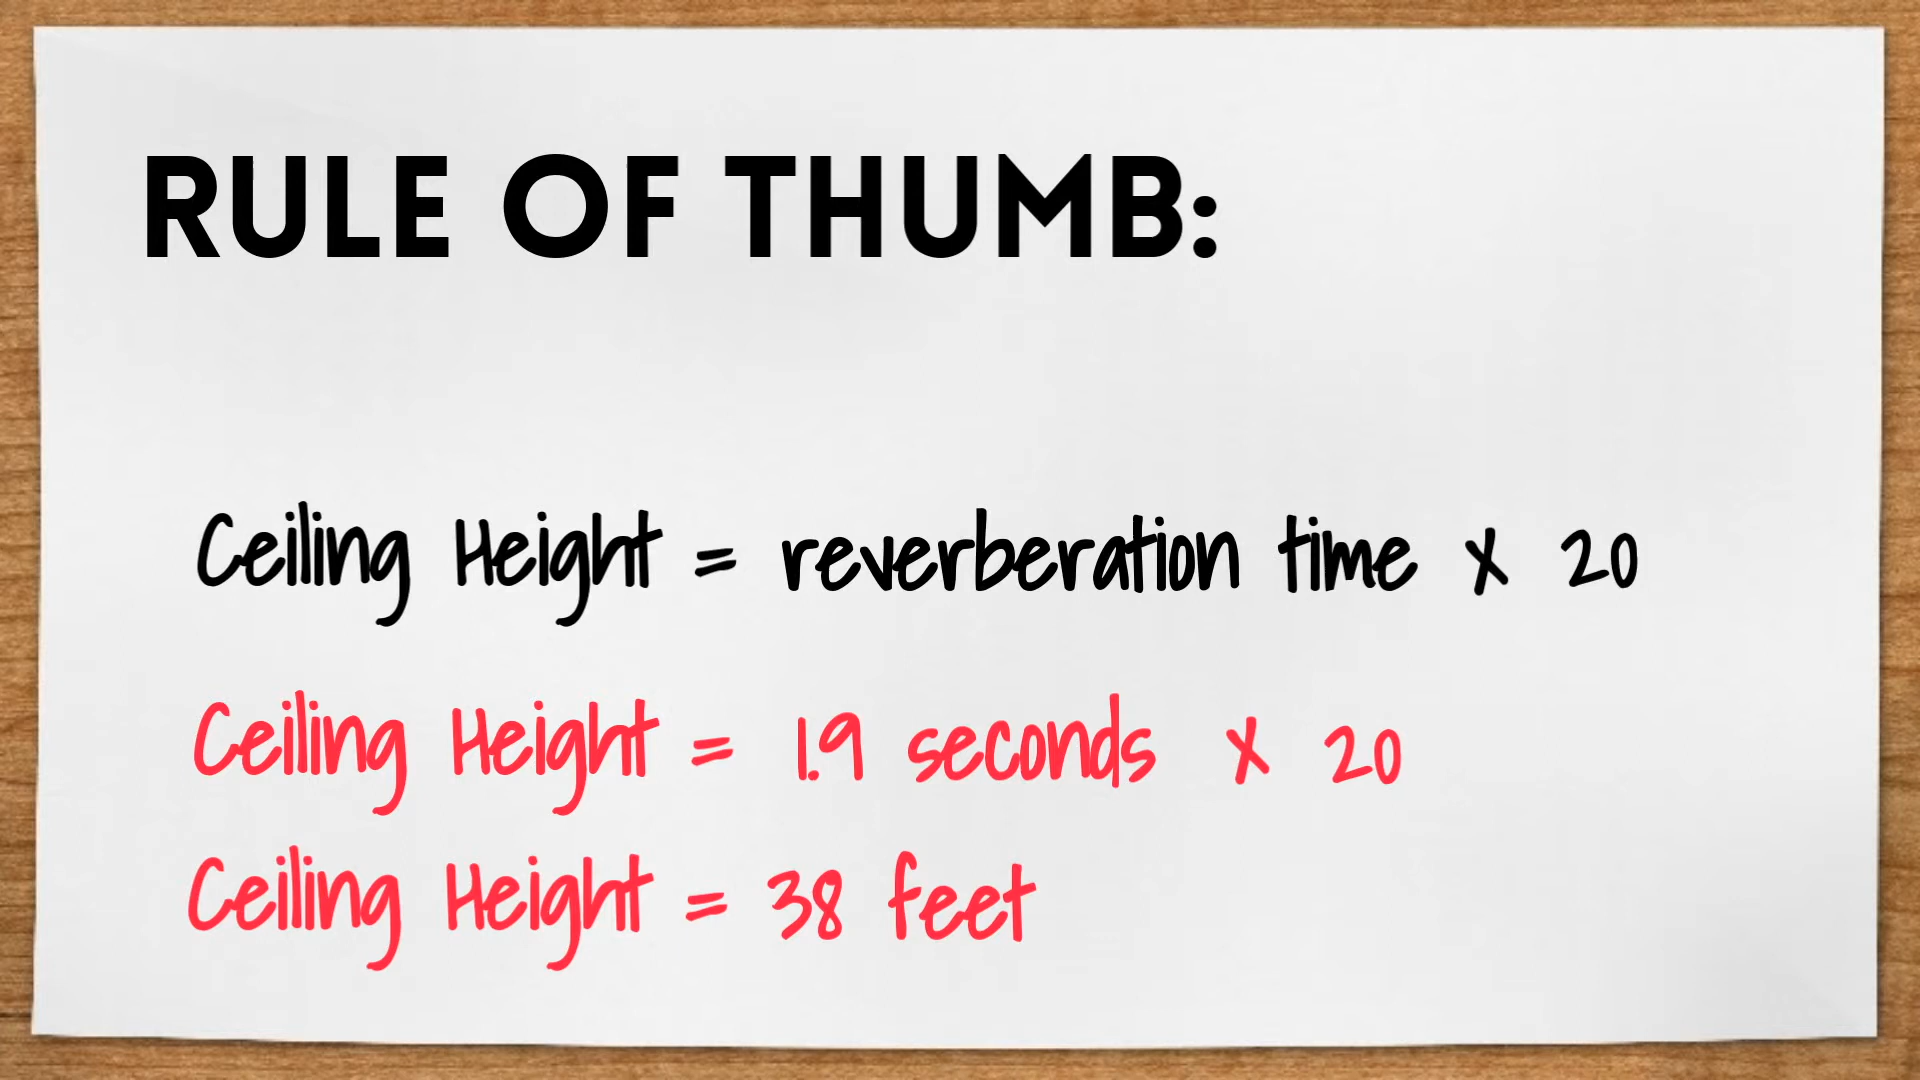 RULE OF THUMB:
Ceiling Height = reverberation time x 20
Ceiling Height = 1.9 seconds x 20
Ceiling Height = 38 feet